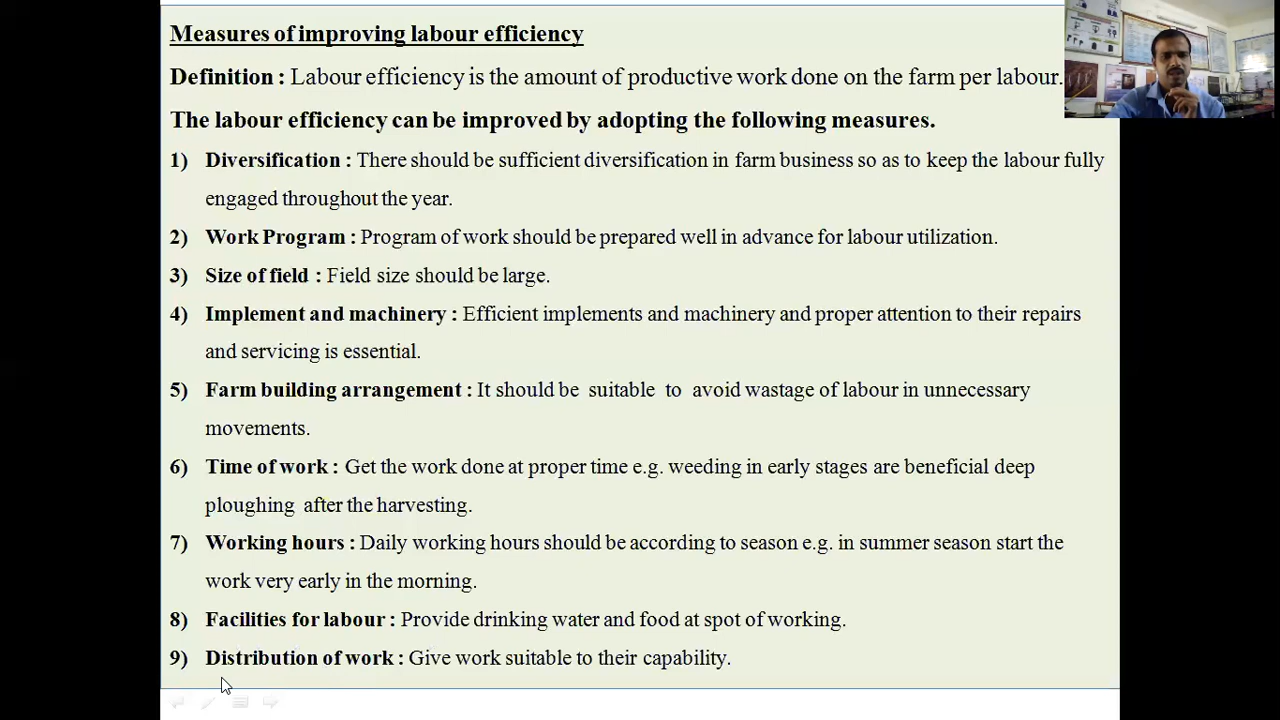 Measures of improving labour efficiency
Definition : Labour efficiency is the amount of productive work done on the farm per labour.
The labour efficiency can be improved by adopting the following measures.
1) Diversification : There should be sufficient diversification in farm business so as to keep the labour fully
engaged throughout the year.
2) Work Program : Program of work should be prepared well in advance for labour utilization.
3) Size of field : Field size should be large.
4) Implement and machinery : Efficient implements and machinery and proper attention to their repairs
and servicing is essential.
5) Farm building arrangement : It should be suitable to avoid wastage of labour in unnecessary
movements.
6) Time of work : Get the work done at proper time e.g. weeding in early stages are beneficial deep
ploughing after the harvesting.
7) Working hours : Daily working hours should be according to season e.g. in summer season start the
work very early in the morning.
8) Facilities for labour : Provide drinking water and food at spot of working.
9) Distribution of work : Give work suitable to their capability.